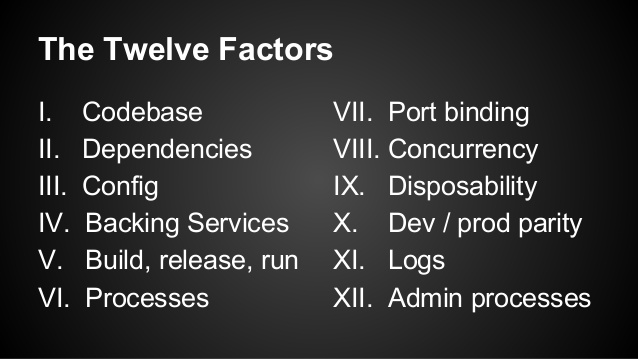 The Twelve Factors
I. Codebase
II. Dependencies
III. Config
IV. Backing Services
V. Build, release, run
VI. Processes
VII. Port binding
VIII. Concurrency
IX. Disposability
X. Dev / prod parity
XI. Logs
XII. Admin processes